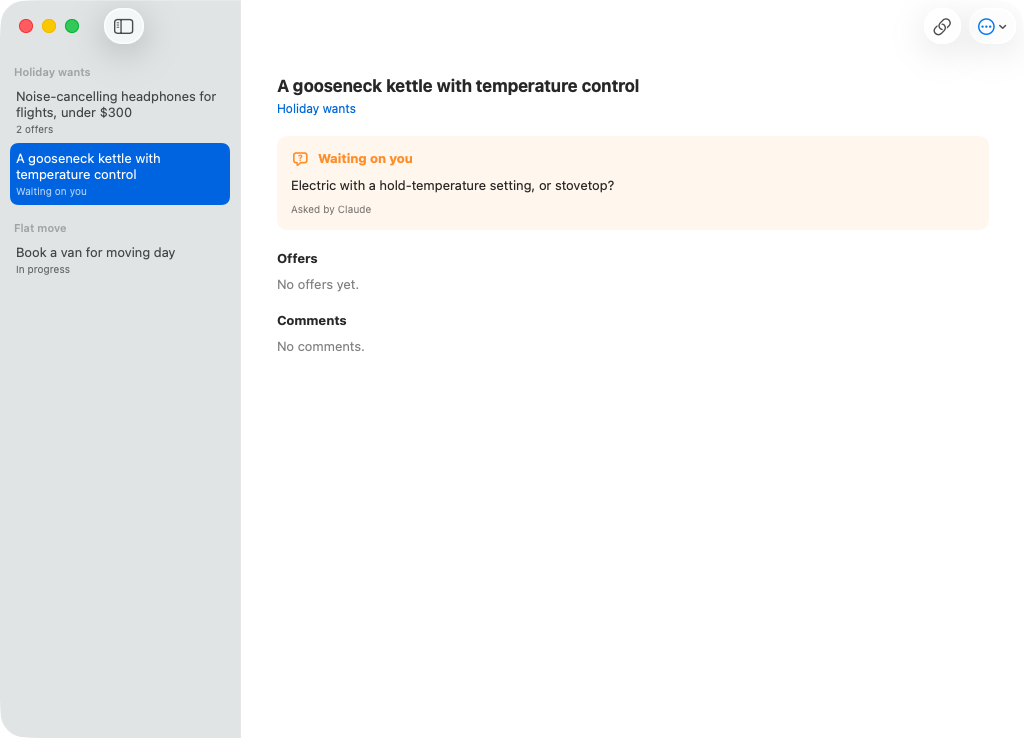 Holiday wants
Noise-cancelling headphones for
flights, under $300
2 offers
A gooseneck kettle with
temperature control
Waiting on you
Flat move
Book a van for moving day
In progress
A gooseneck kettle with temperature control
Holiday wants
Waiting on you
Electric with a hold-temperature setting, or stovetop?
Asked by Claude
Offers
No offers yet.
Comments
No comments.